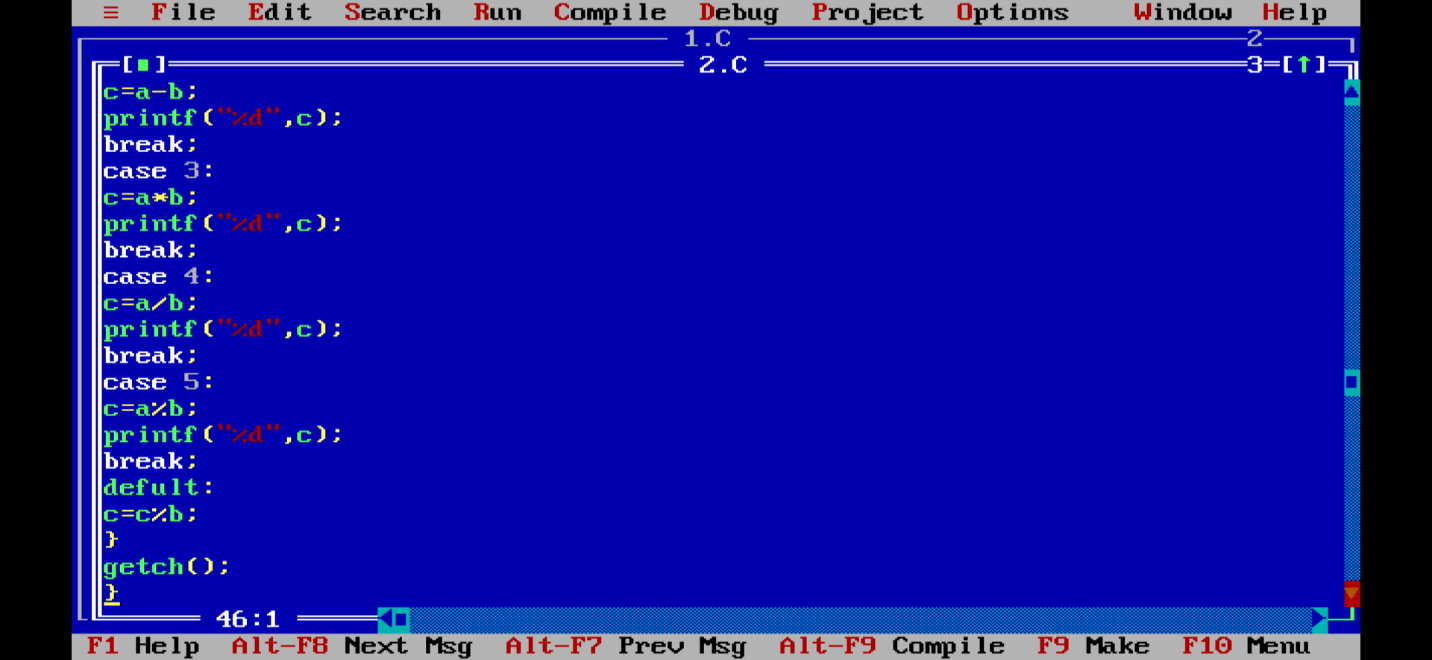 ≡ File Edit Search Run Compile Debug Project Options Window Help
1.C 2
[■] 2.C 3=[↑]
c=a-b;
printf("%d",c);
break;
case 3:
c=a*b;
printf("%d",c);
break;
case 4:
c=a/b;
printf("%d",c);
break;
case 5:
c=a%b;
printf("%d",c);
break;
defult:
c=c%b;
}
getch();
}
46:1
F1 Help Alt-F8 Next Msg Alt-F7 Prev Msg Alt-F9 Compile F9 Make F10 Menu